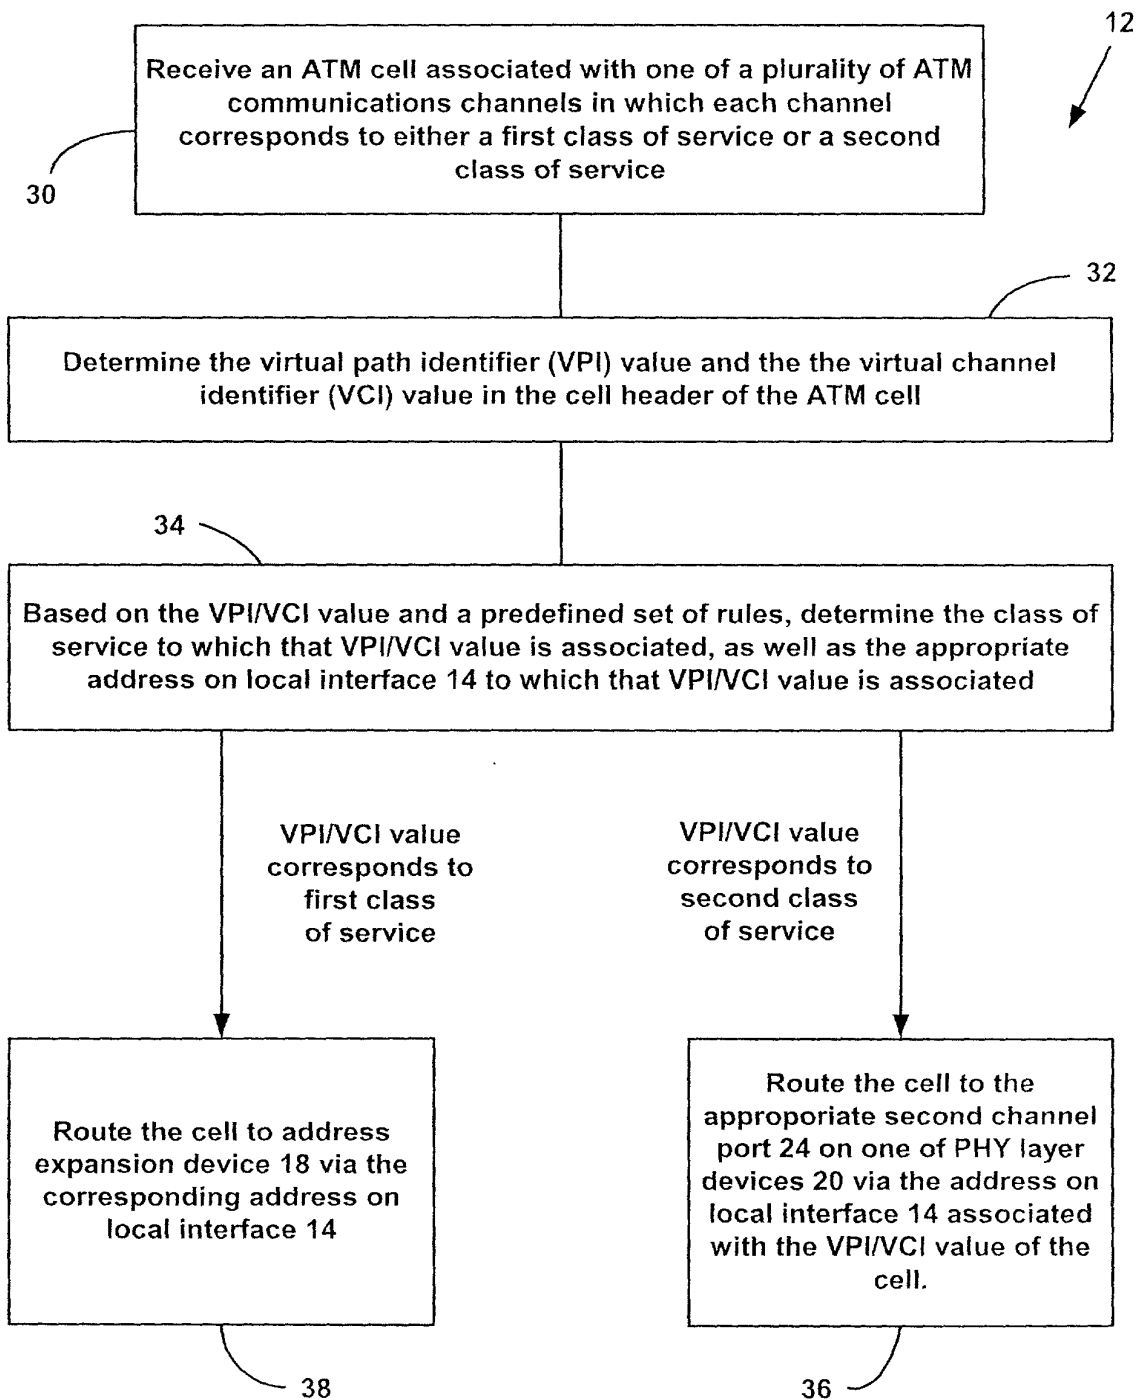 12
Receive an ATM cell associated with one of a plurality of ATM
communications channels in which each channel
corresponds to either a first class of service or a second
class of service
30
32
Determine the virtual path identifier (VPI) value and the the virtual channel
identifier (VCI) value in the cell header of the ATM cell
34
Based on the VPI/VCI value and a predefined set of rules, determine the class of
service to which that VPI/VCI value is associated, as well as the appropriate
address on local interface 14 to which that VPI/VCI value is associated
VPI/VCI value
corresponds to
first class
of service
VPI/VCI value
corresponds to
second class
of service
Route the cell to address
expansion device 18 via the
corresponding address on
local interface 14
Route the cell to the
approporiate second channel
port 24 on one of PHY layer
devices 20 via the address on
local interface 14 associated
with the VPI/VCI value of the
cell.
38
36